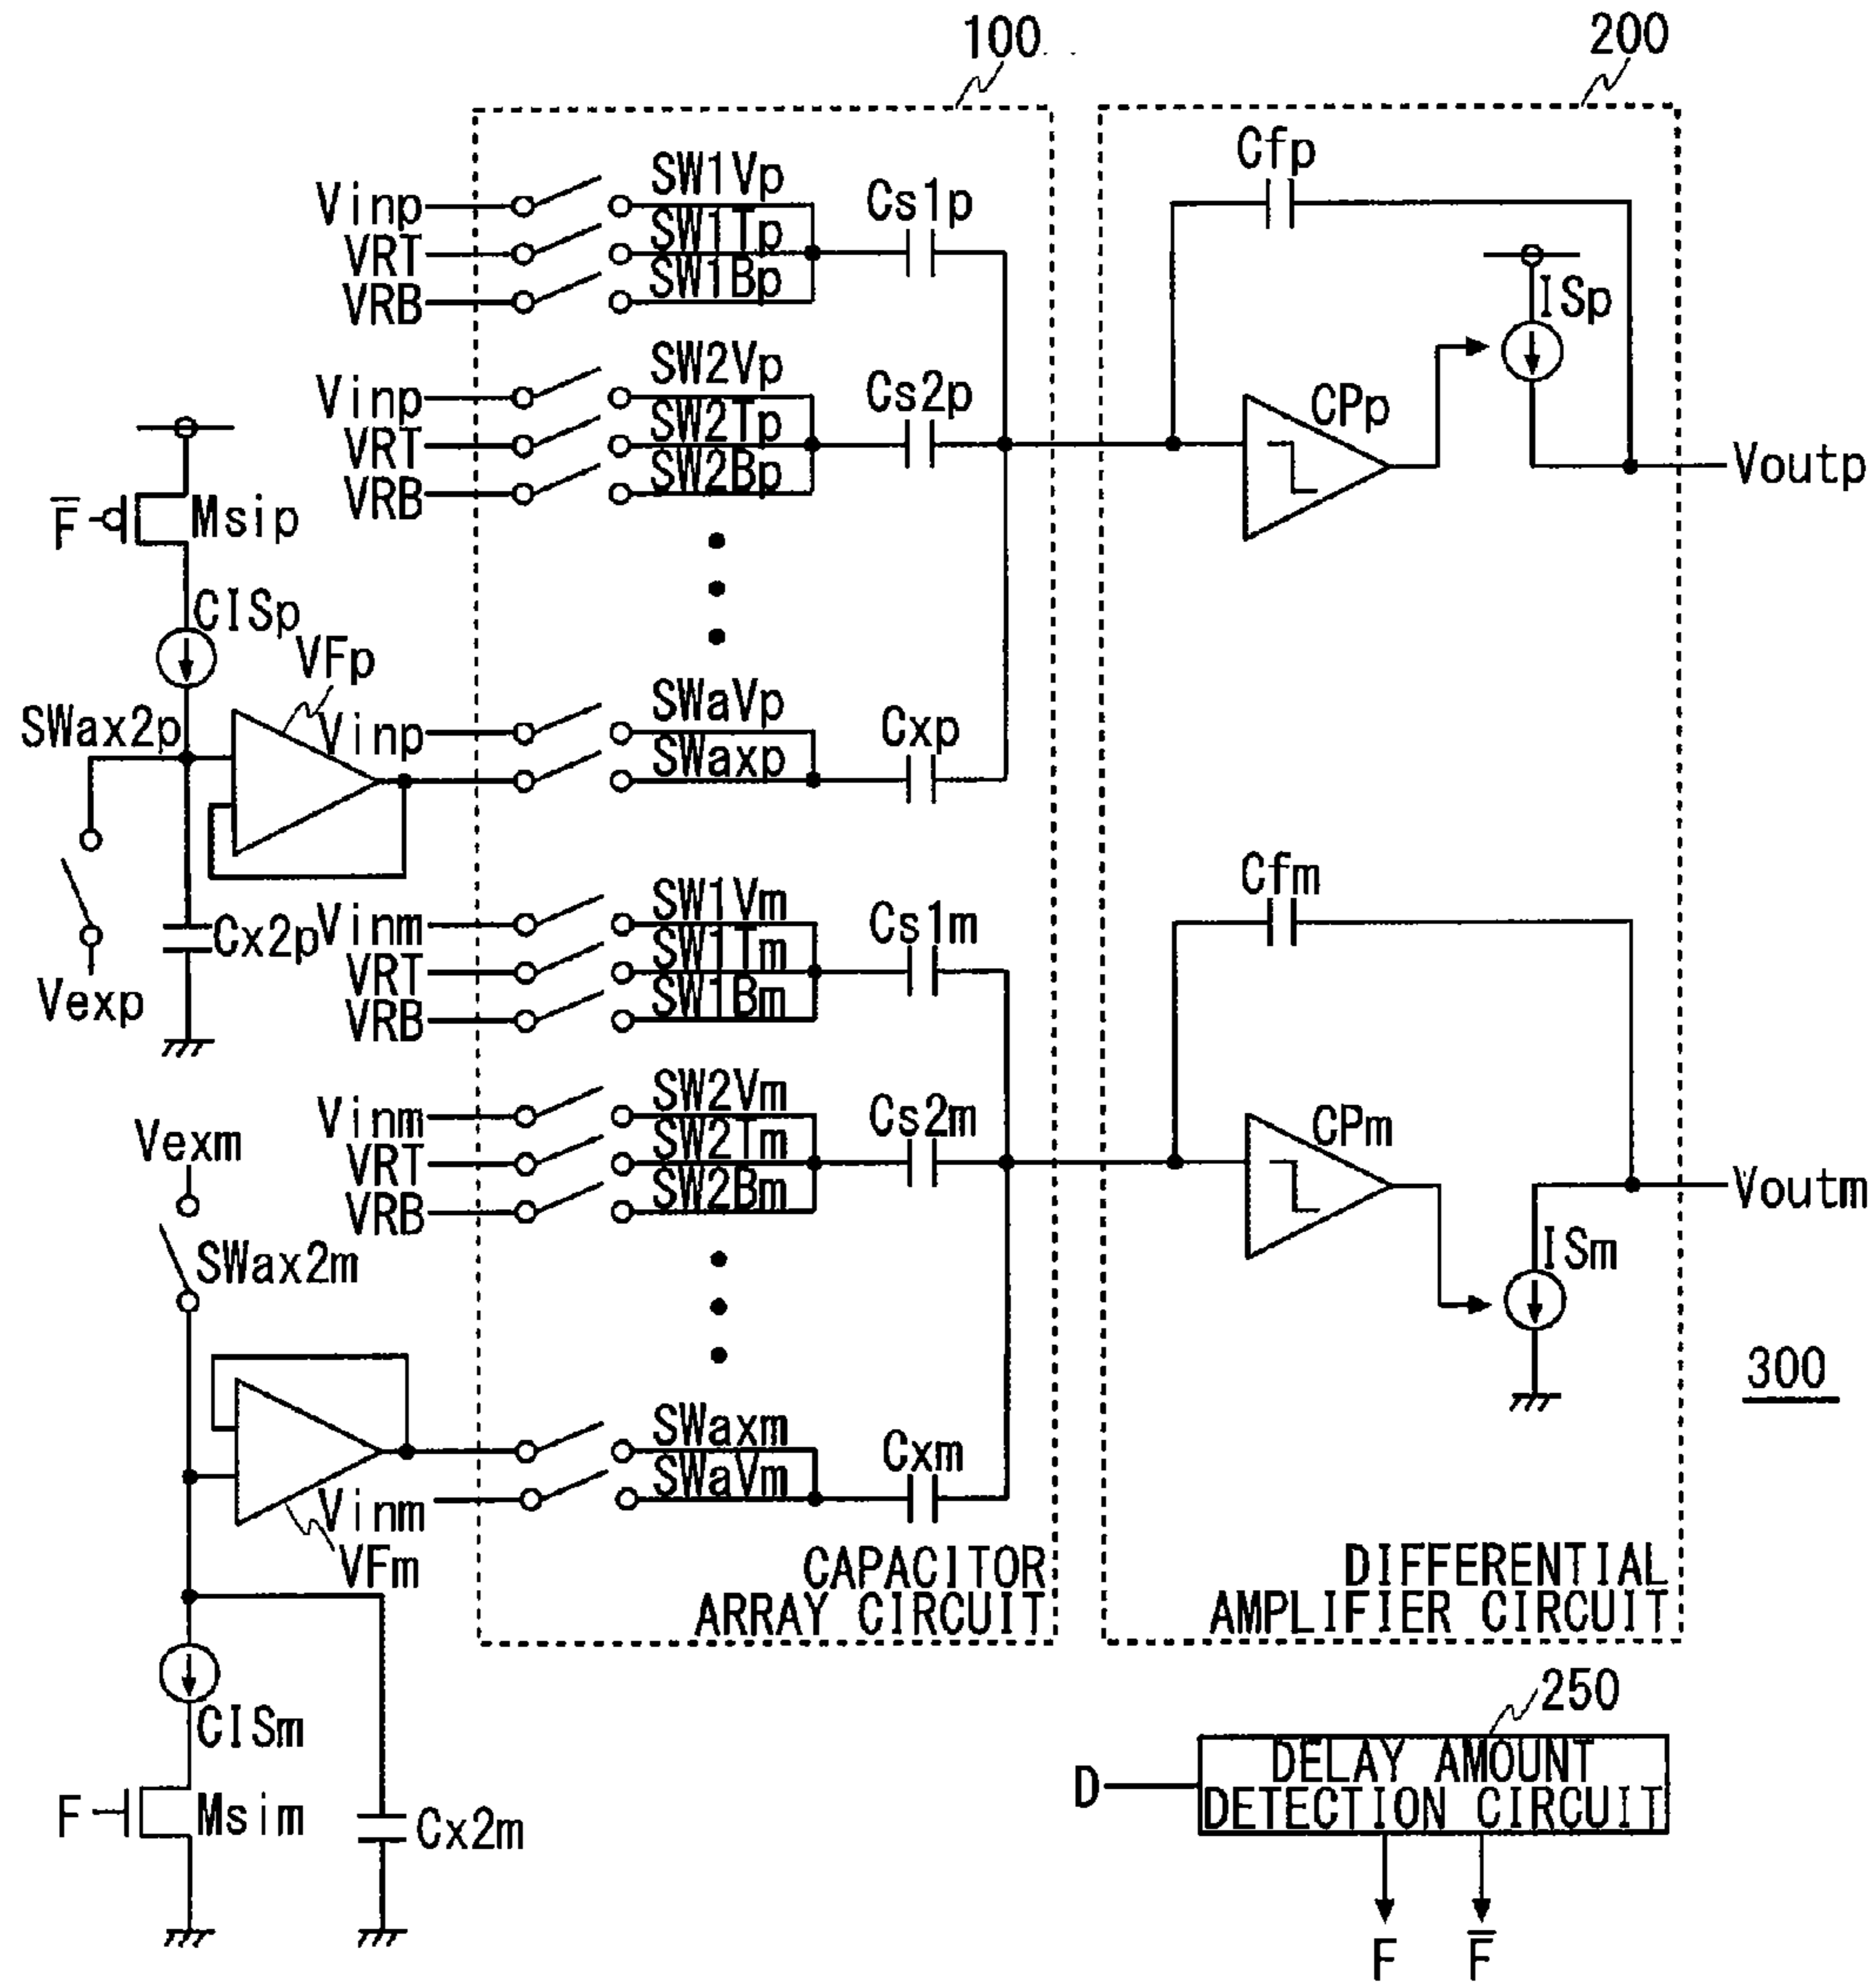 100
200
Vinp
SW1Vp
VRT
SW1Tp
VRB
SW1Bp
Cs1p
Cfp
ISp
Vinp
SW2Vp
VRT
SW2Tp
VRB
SW2Bp
Cs2p
CPp
Voutp
F̅
Msip
CISp
VFp
SWax2p
Vinp
SWaVp
SWaxp
Cxp
Cx2p
Vexp
Vinm
SW1Vm
VRT
SW1Tm
VRB
SW1Bm
Cs1m
Cfm
Vinm
SW2Vm
VRT
SW2Tm
VRB
SW2Bm
Cs2m
CPm
Voutm
ISm
Vexm
SWax2m
300
SWaxm
Vinm
SWaVm
Cxm
VFm
CAPACITOR
ARRAY CIRCUIT
DIFFERENTIAL
AMPLIFIER CIRCUIT
CISm
F
Msim
Cx2m
250
D
DELAY AMOUNT
DETECTION CIRCUIT
F
F̅